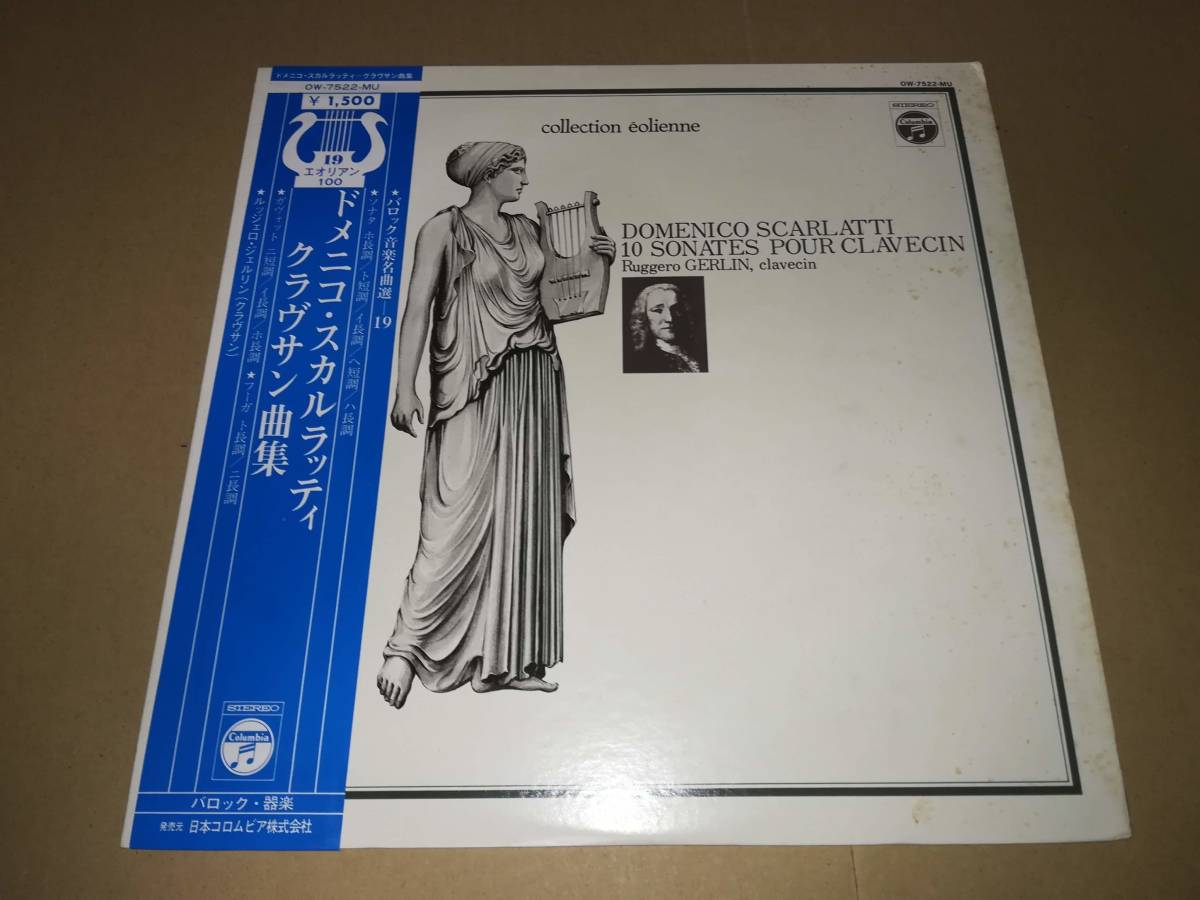 ドメニコ・スカルラッティ/クラヴサン曲集
OW-7522-MU
¥1,500
19
エオリアン
100
★バロック音楽名曲選 19
★ソナタ ホ長調/ト短調/イ長調/ヘ短調/ハ長調
ドメニコ・スカルラッティ
クラヴサン曲集
★ガヴォット ニ短調/イ長調/ホ長調 ★フーガ ト長調/ニ長調
★ルッジェロ・ジェルリン(クラヴサン)
STEREO
Columbia
バロック・器楽
発売元 日本コロムビア株式会社
OW-7522-MU
STEREO
Columbia
collection éolienne
DOMENICO SCARLATTI
10 SONATES POUR CLAVECIN
Ruggero GERLIN, clavecin